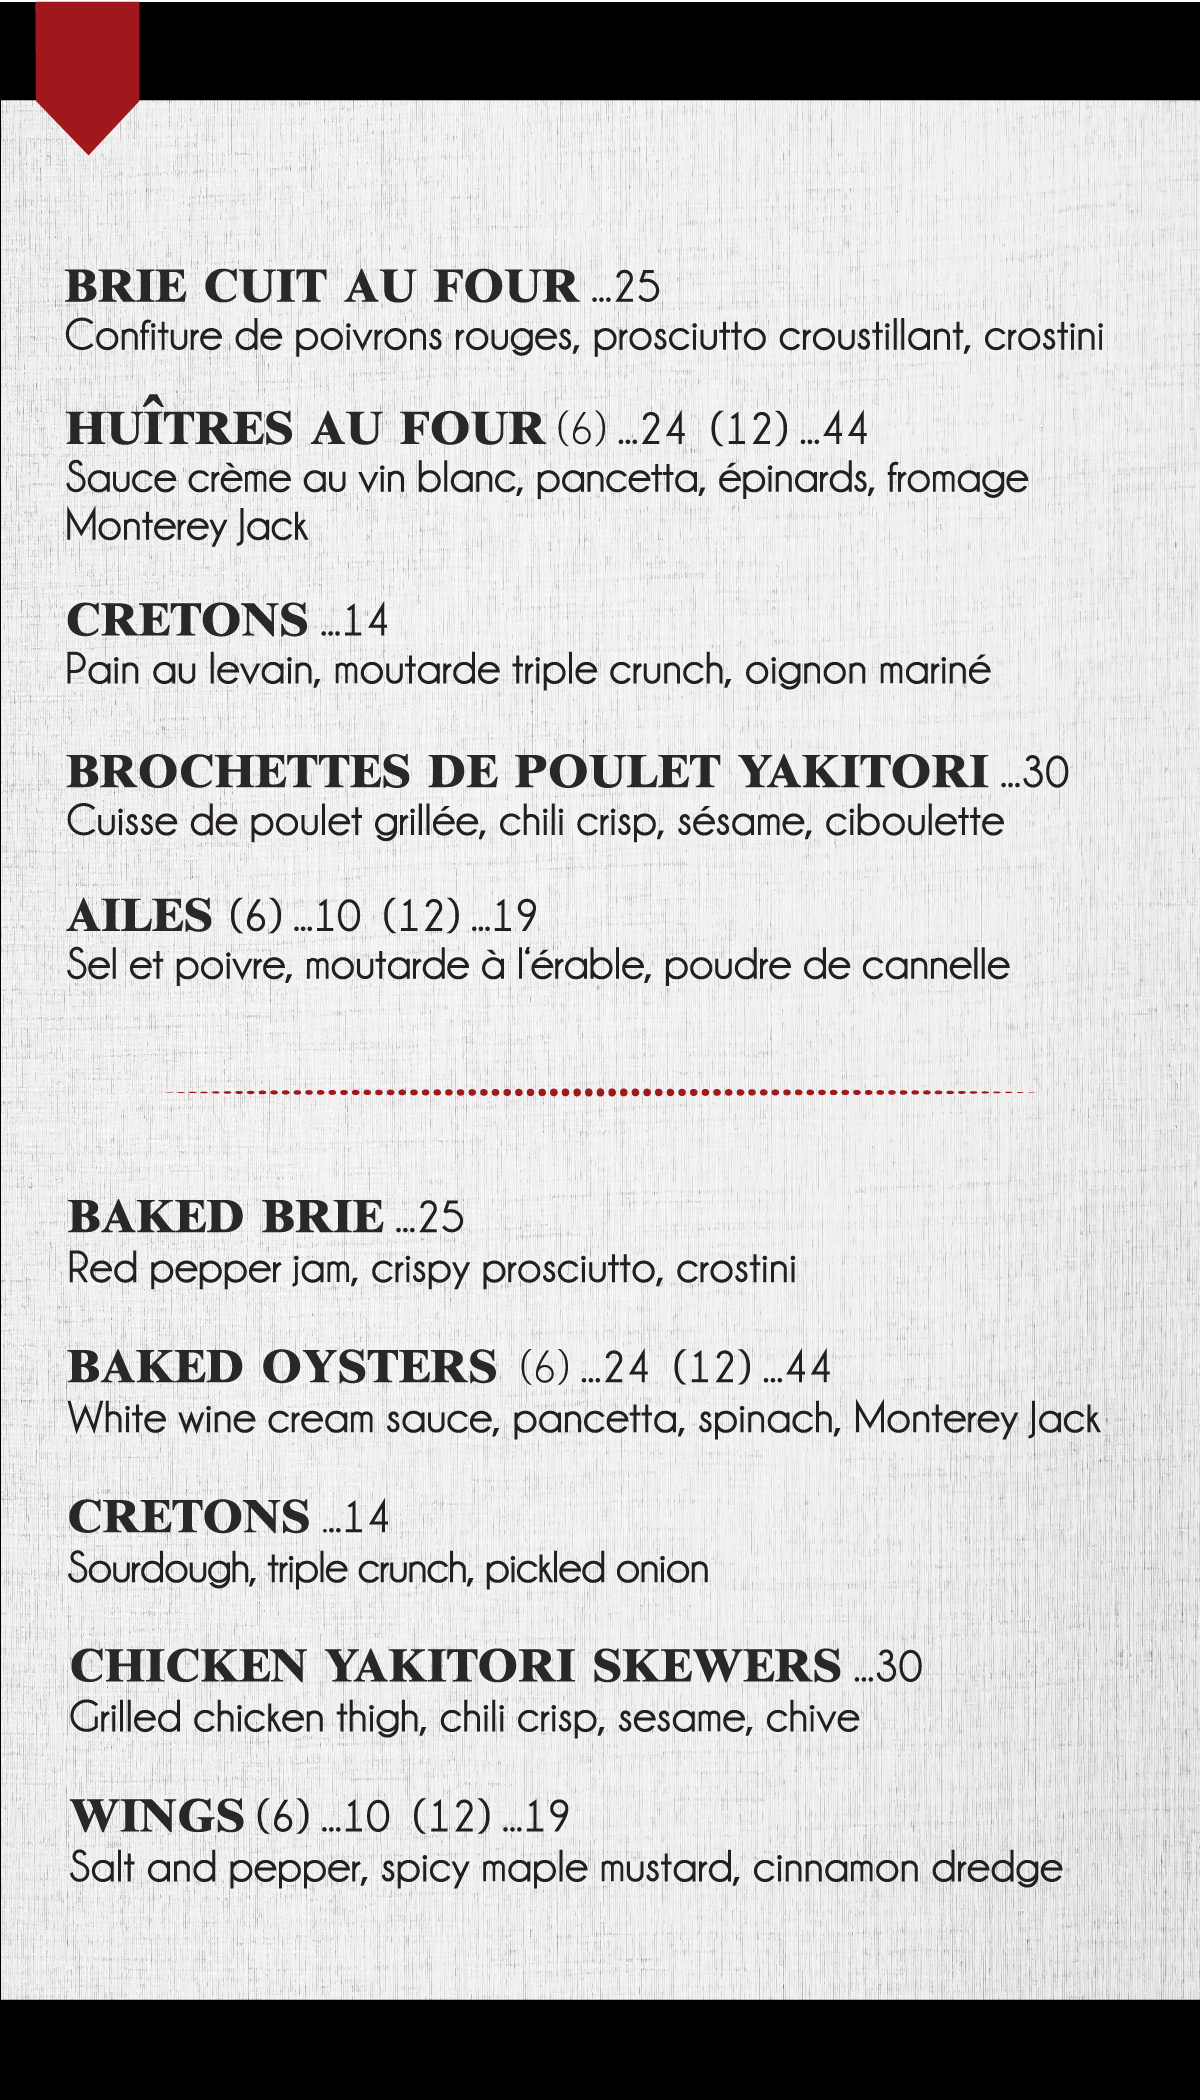 BRIE CUIT AU FOUR ...25
Confiture de poivrons rouges, prosciutto croustillant, crostini
HUÎTRES AU FOUR (6) ...24 (12) ...44
Sauce crème au vin blanc, pancetta, épinards, fromage
Monterey Jack
CRETONS ...14
Pain au levain, moutarde triple crunch, oignon mariné
BROCHETTES DE POULET YAKITORI ...30
Cuisse de poulet grillée, chili crisp, sésame, ciboulette
AILES (6) ...10 (12) ...19
Sel et poivre, moutarde à l‘érable, poudre de cannelle
BAKED BRIE ...25
Red pepper jam, crispy prosciutto, crostini
BAKED OYSTERS (6) ...24 (12) ...44
White wine cream sauce, pancetta, spinach, Monterey Jack
CRETONS ...14
Sourdough, triple crunch, pickled onion
CHICKEN YAKITORI SKEWERS ...30
Grilled chicken thigh, chili crisp, sesame, chive
WINGS (6) ...10 (12) ...19
Salt and pepper, spicy maple mustard, cinnamon dredge